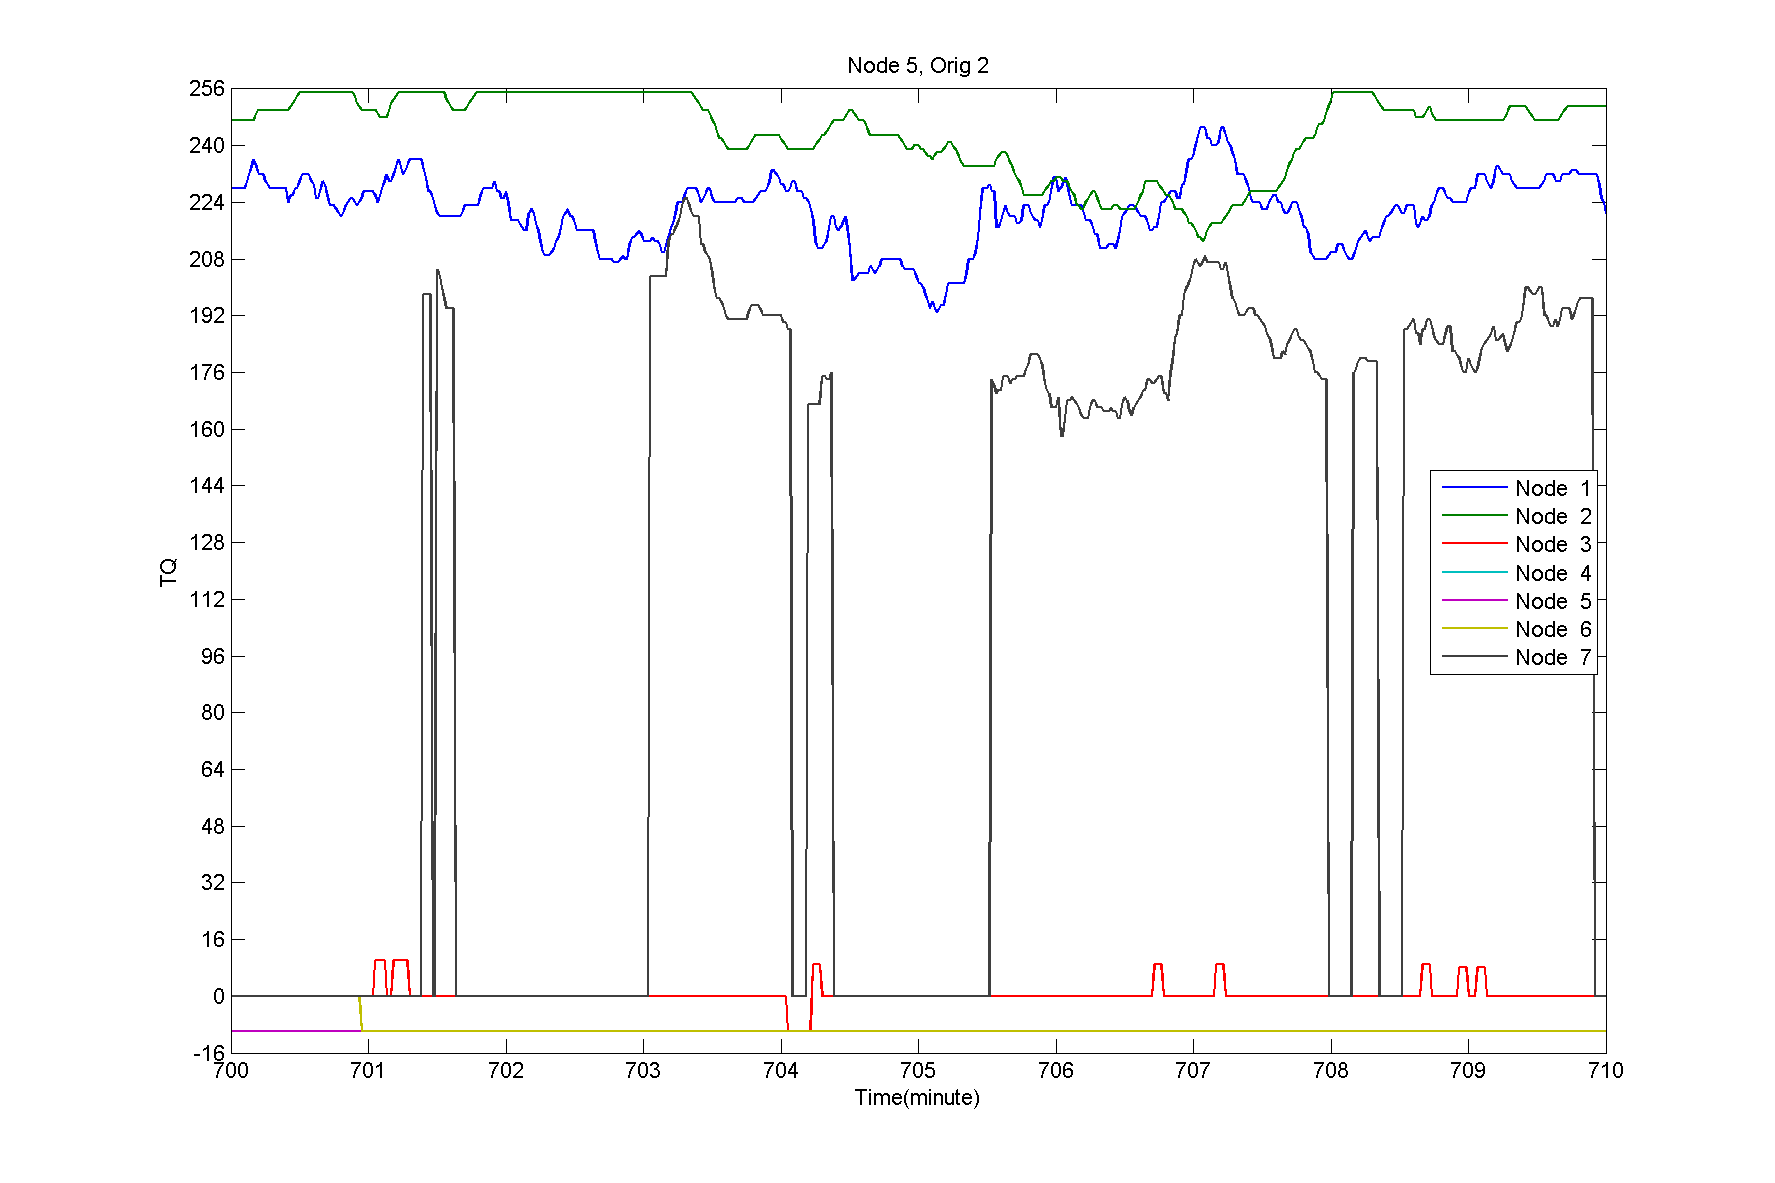 Node 5, Orig 2
256
240
224
208
192
176
160
144
128
112
96
80
64
48
32
16
0
-16
TQ
Node 1
Node 2
Node 3
Node 4
Node 5
Node 6
Node 7
700 701 702 703 704 705 706 707 708 709 710
Time(minute)